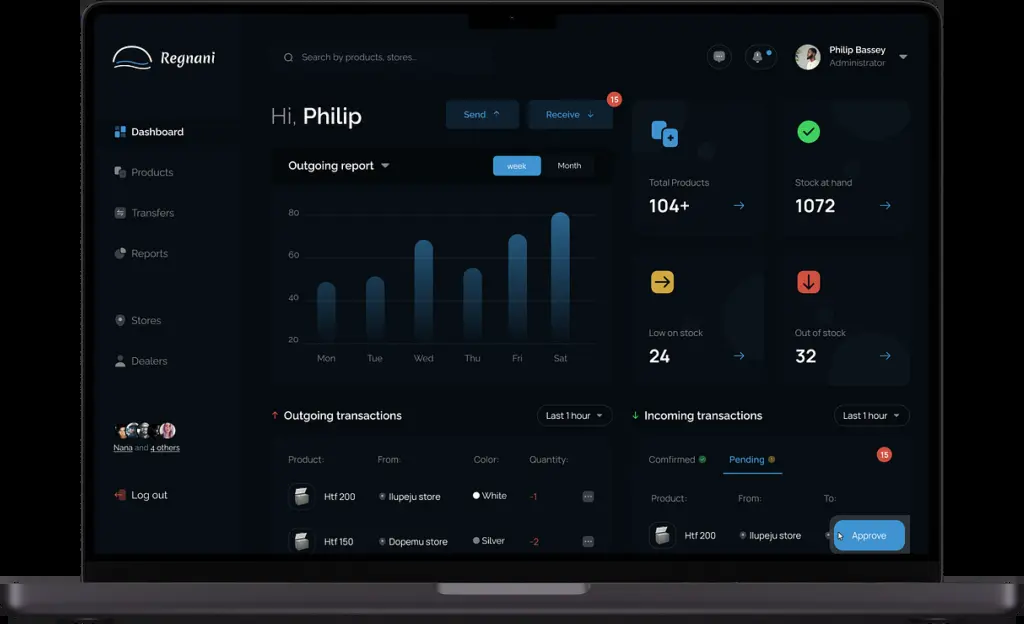 Regnani
Search by products, stores...
Philip Bassey
Administrator
Hi, Philip
Send
Receive
15
Dashboard
Products
Transfers
Reports
Stores
Dealers
Nana and 4 others
Log out
Outgoing report
week
Month
80
60
40
20
Mon Tue Wed Thu Fri Sat
Total Products
104+
Stock at hand
1072
Low on stock
24
Out of stock
32
Outgoing transactions
Last 1 hour
Product: From: Color: Quantity:
Htf 200 Ilupeju store White -1
Htf 150 Dopemu store Silver -2
Incoming transactions
Last 1 hour
Comfirmed
Pending
15
Product: From: To:
Htf 200 Ilupeju store
Approve